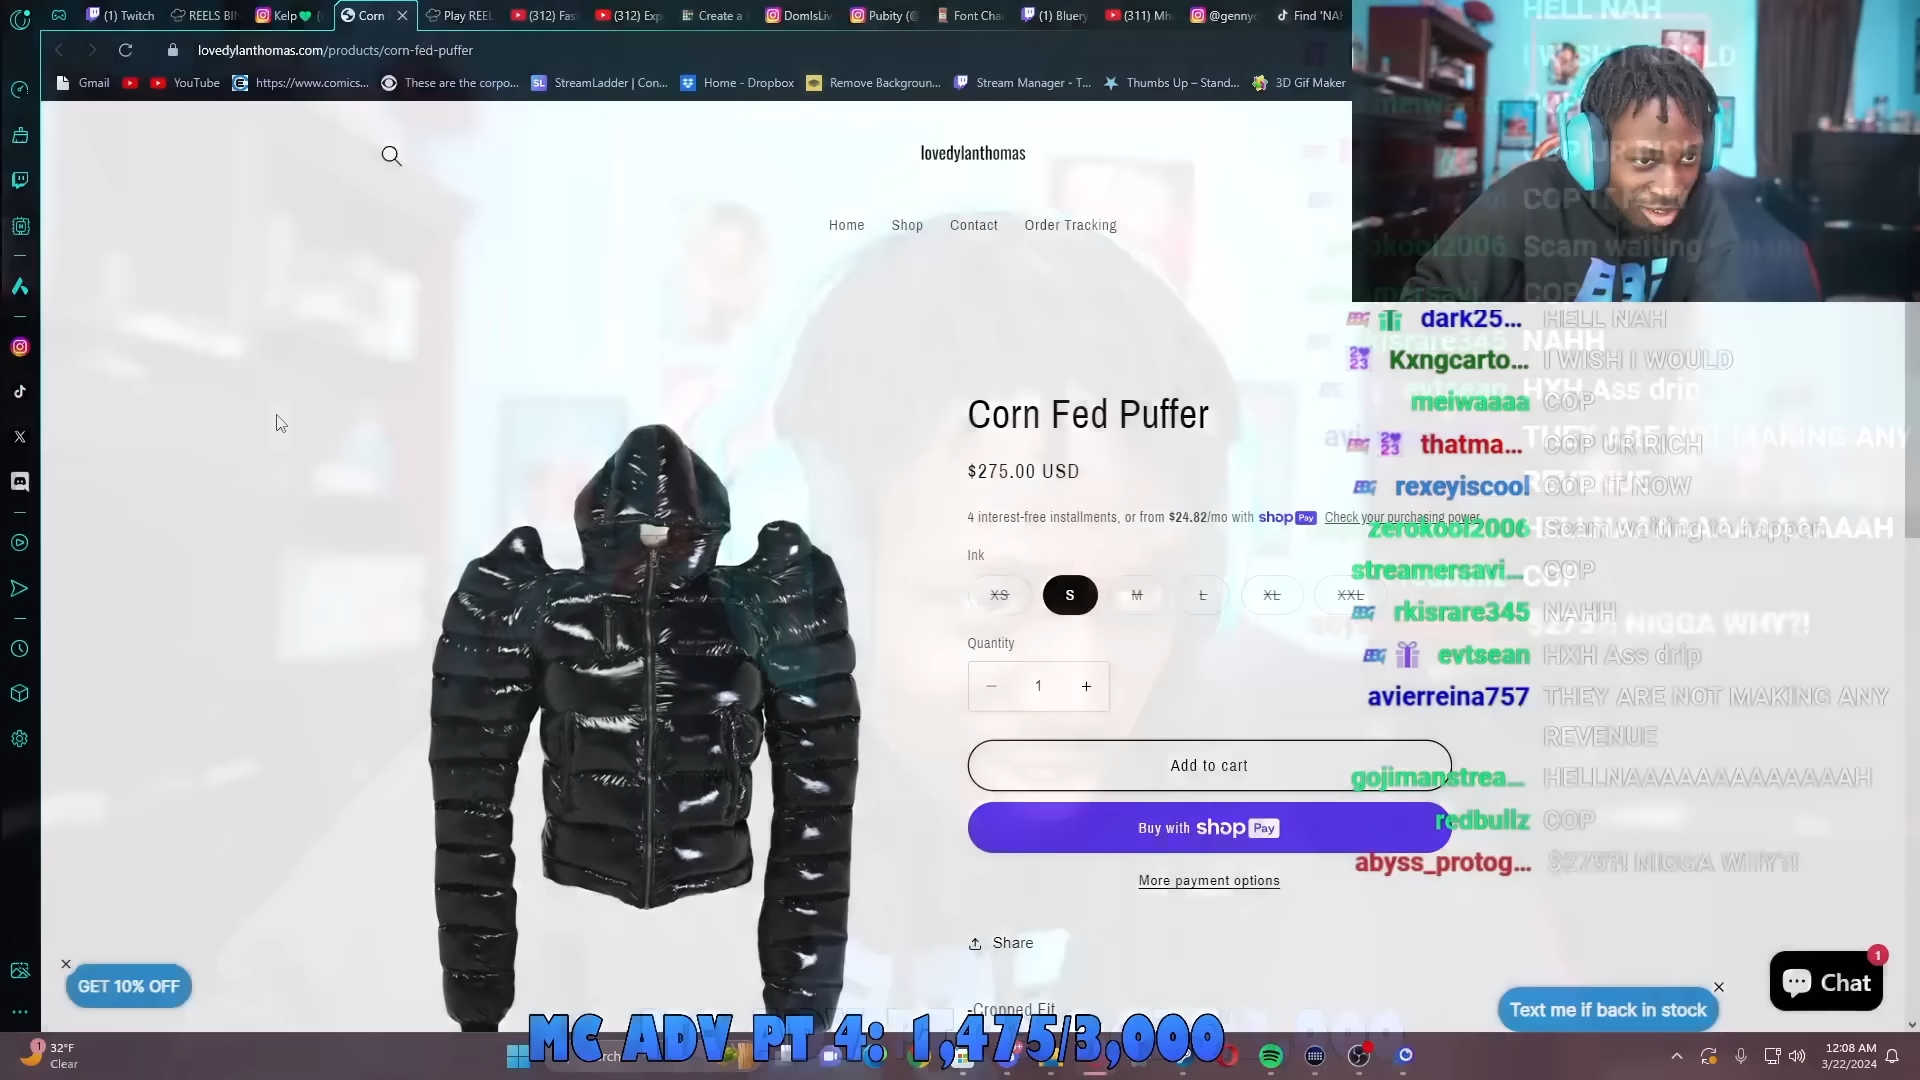 (1) Twitch
REELS BIN
Kelp
Corn
Play REEL
(312) Fas
(312) Exp
Create a
DomIsLiv
Pubity (@
Font Cha
(1) Bluery
(311) Mh
@genny
Find 'NA
lovedylanthomas.com/products/corn-fed-puffer
Gmail
YouTube
https://www.comics...
These are the corpo...
StreamLadder | Con...
Home - Dropbox
Remove Backgroun...
Stream Manager - T...
Thumbs Up – Stand...
3D Gif Maker
lovedylanthomas
Home Shop Contact Order Tracking
Corn Fed Puffer
$275.00 USD
4 interest-free installments, or from $24.82/mo with shop Pay Check your purchasing power
Ink
XS S M L XL XXL
Quantity
1
Add to cart
Buy with shop Pay
More payment options
Share
-Cropped Fit
GET 10% OFF
Text me if back in stock
Chat
1
dark25... HELL NAH
Kxngcarto... I WISH I WOULD
meiwaaaa COP
thatma... COP UR RICH
rexeyiscool COP IT NOW
zerokool2006 Scam waiting to happen
streamersavi... COP
rkisrare345 NAHH
evtsean HXH Ass drip
avierreina757 THEY ARE NOT MAKING ANY
REVENUE
gojimanstrea... HELLNAAAAAAAAAAAAAH
redbullz COP
abyss_protog... $275?! NIGGA WHY?!
MC ADV PT 4: 1,475/3,000
32°F
Clear
12:08 AM
3/22/2024